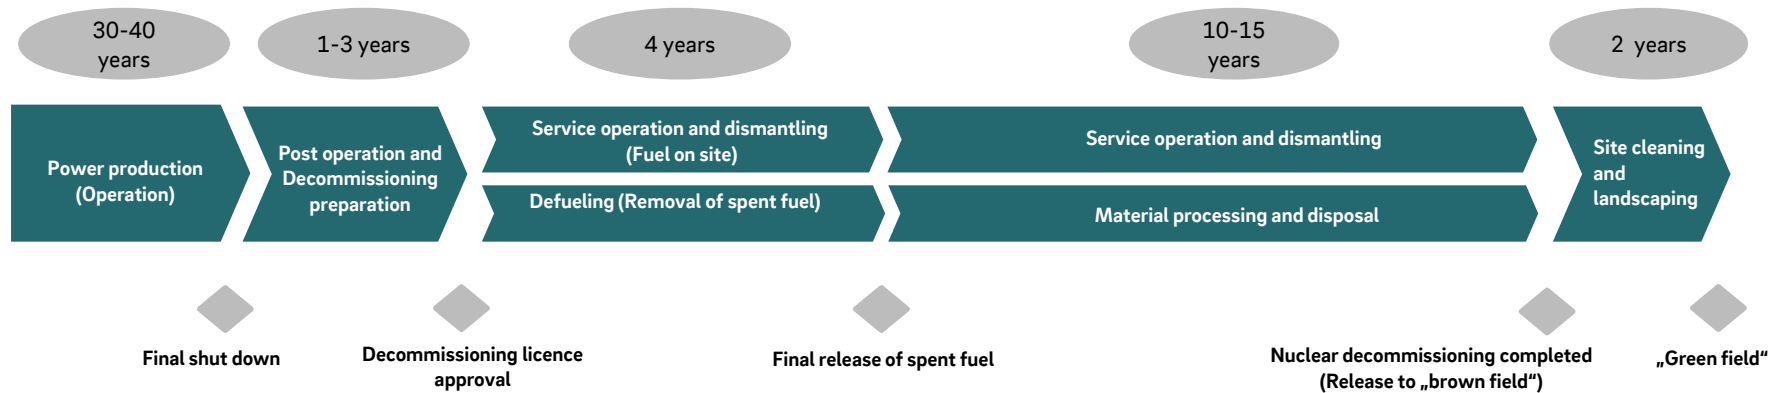 30-40
years
1-3 years
4 years
10-15
years
2 years
Power production
(Operation)
Post operation and
Decommissioning
preparation
Service operation and dismantling
(Fuel on site)
Defueling (Removal of spent fuel)
Service operation and dismantling
Material processing and disposal
Site cleaning
and
landscaping
Final shut down
Decommissioning licence
approval
Final release of spent fuel
Nuclear decommissioning completed
(Release to „brown field“)
„Green field“